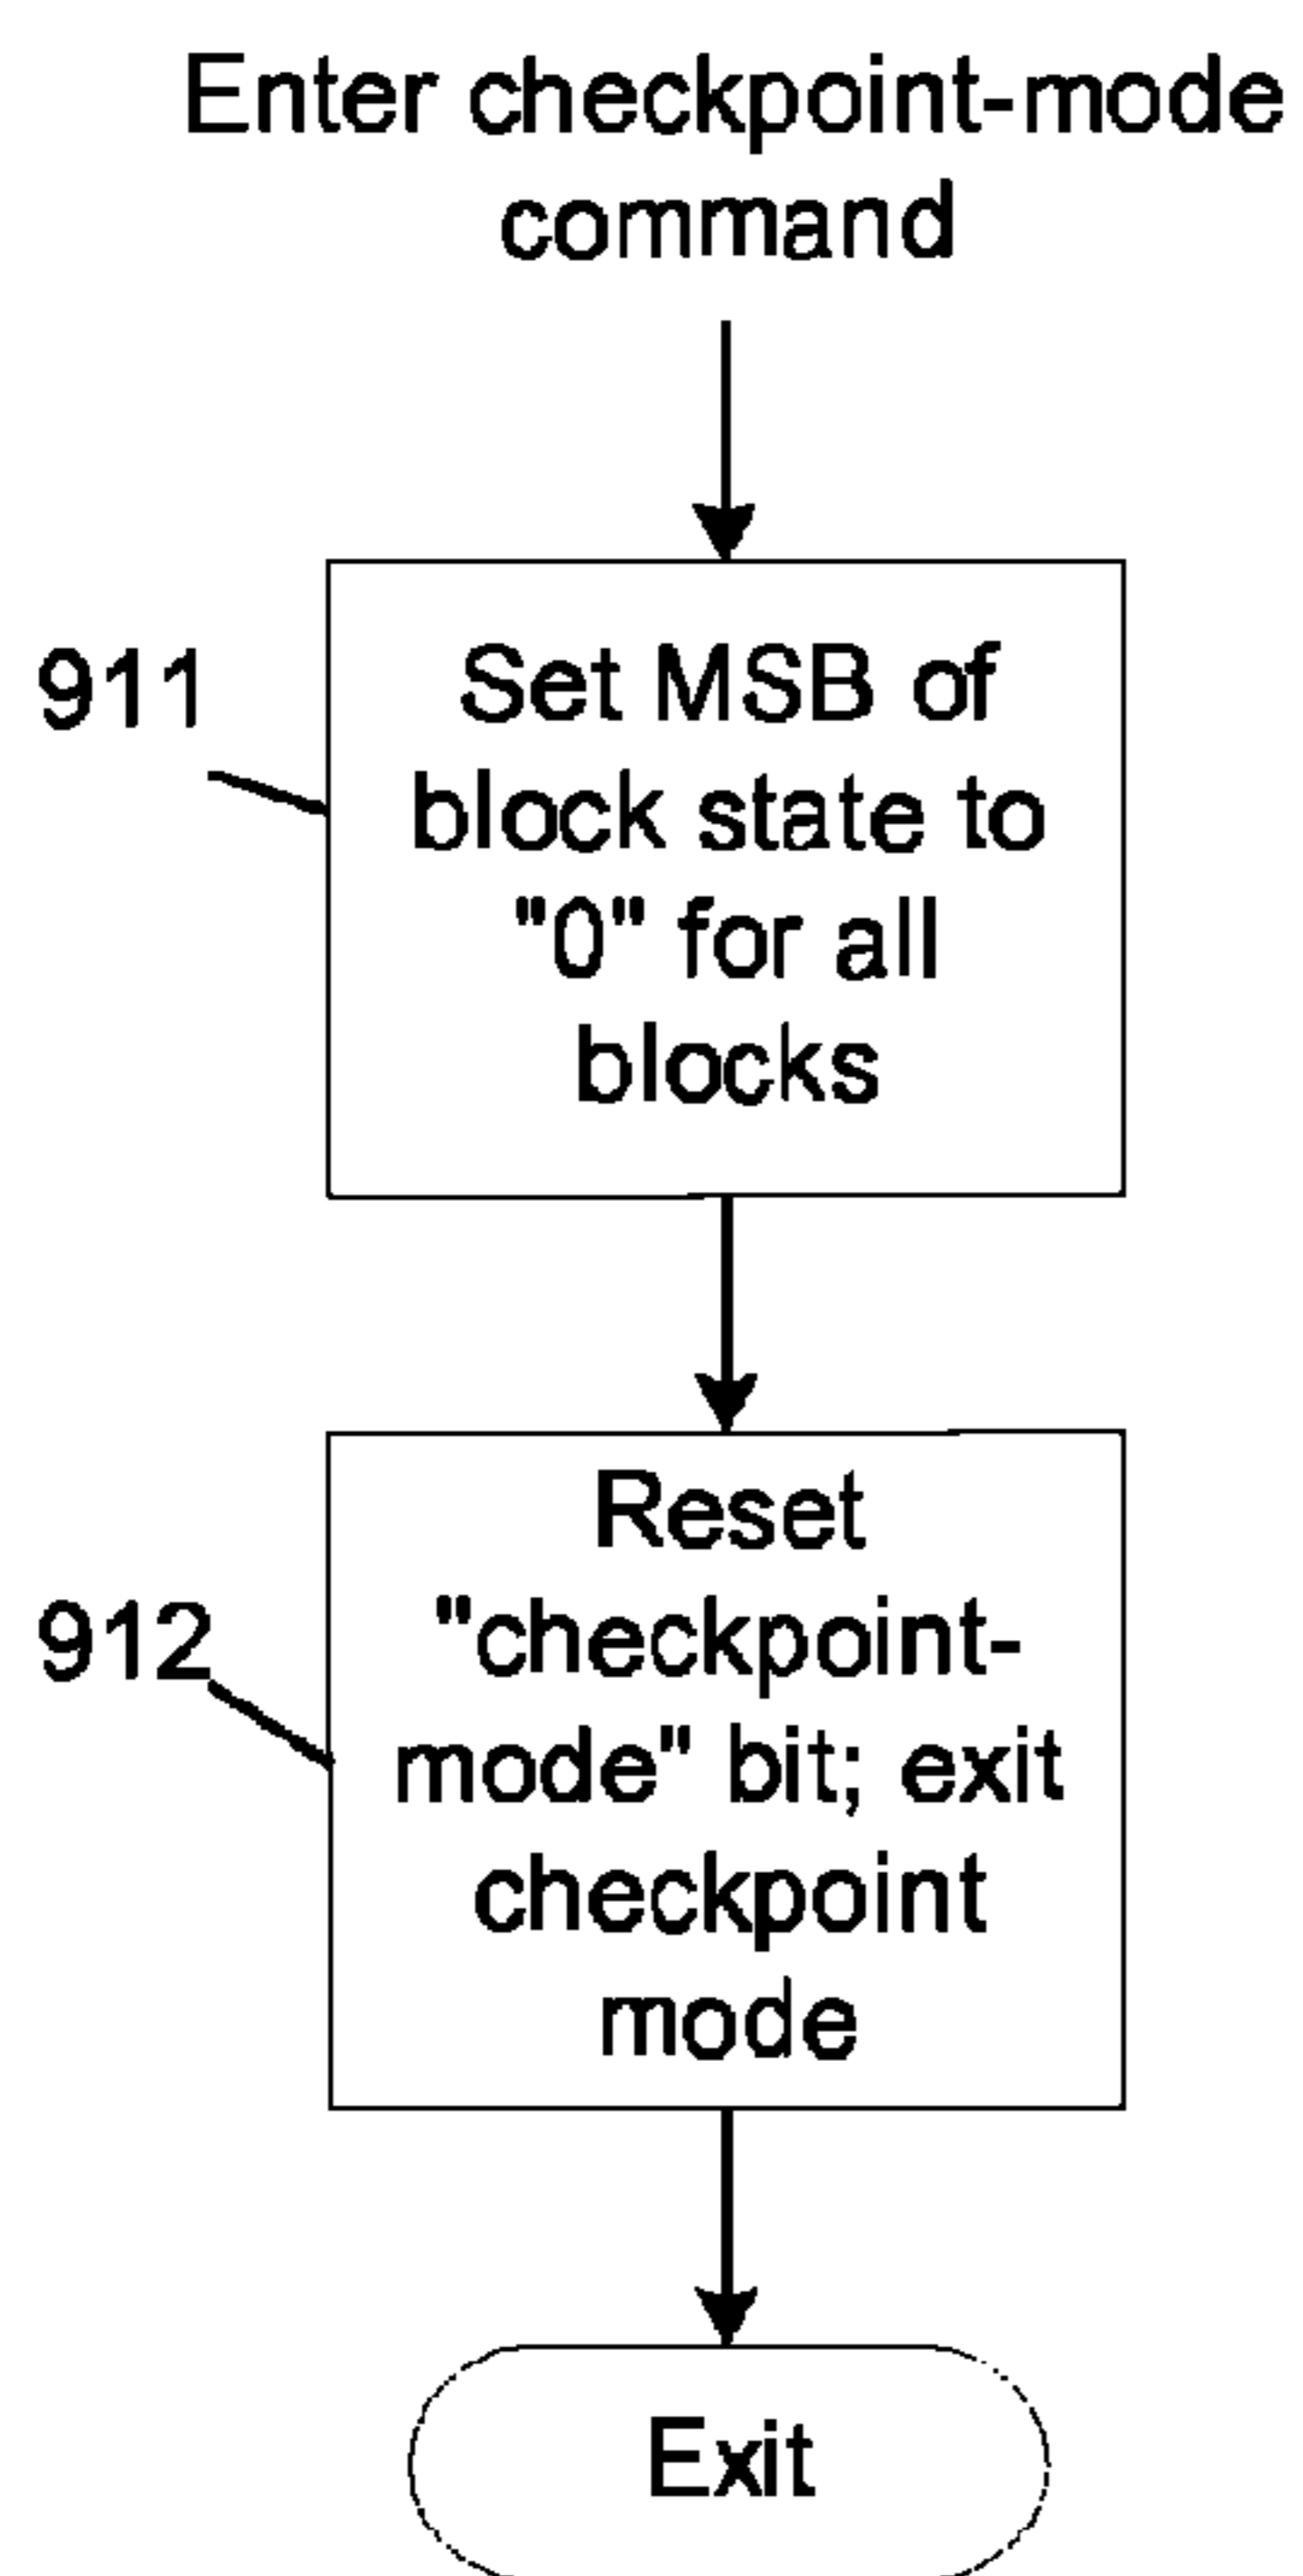 Enter checkpoint-mode
command
911
Set MSB of
block state to
"0" for all
blocks
912
Reset
"checkpoint-
mode" bit; exit
checkpoint
mode
Exit